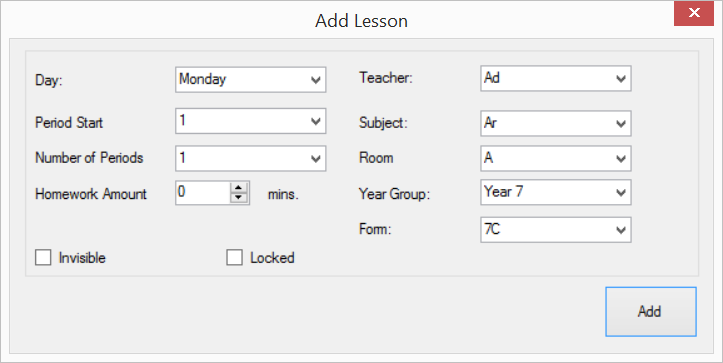 Add Lesson
Day: Monday
Teacher: Ad
Period Start 1
Subject: Ar
Number of Periods 1
Room A
Homework Amount 0 mins.
Year Group: Year 7
Form: 7C
Invisible Locked
Add